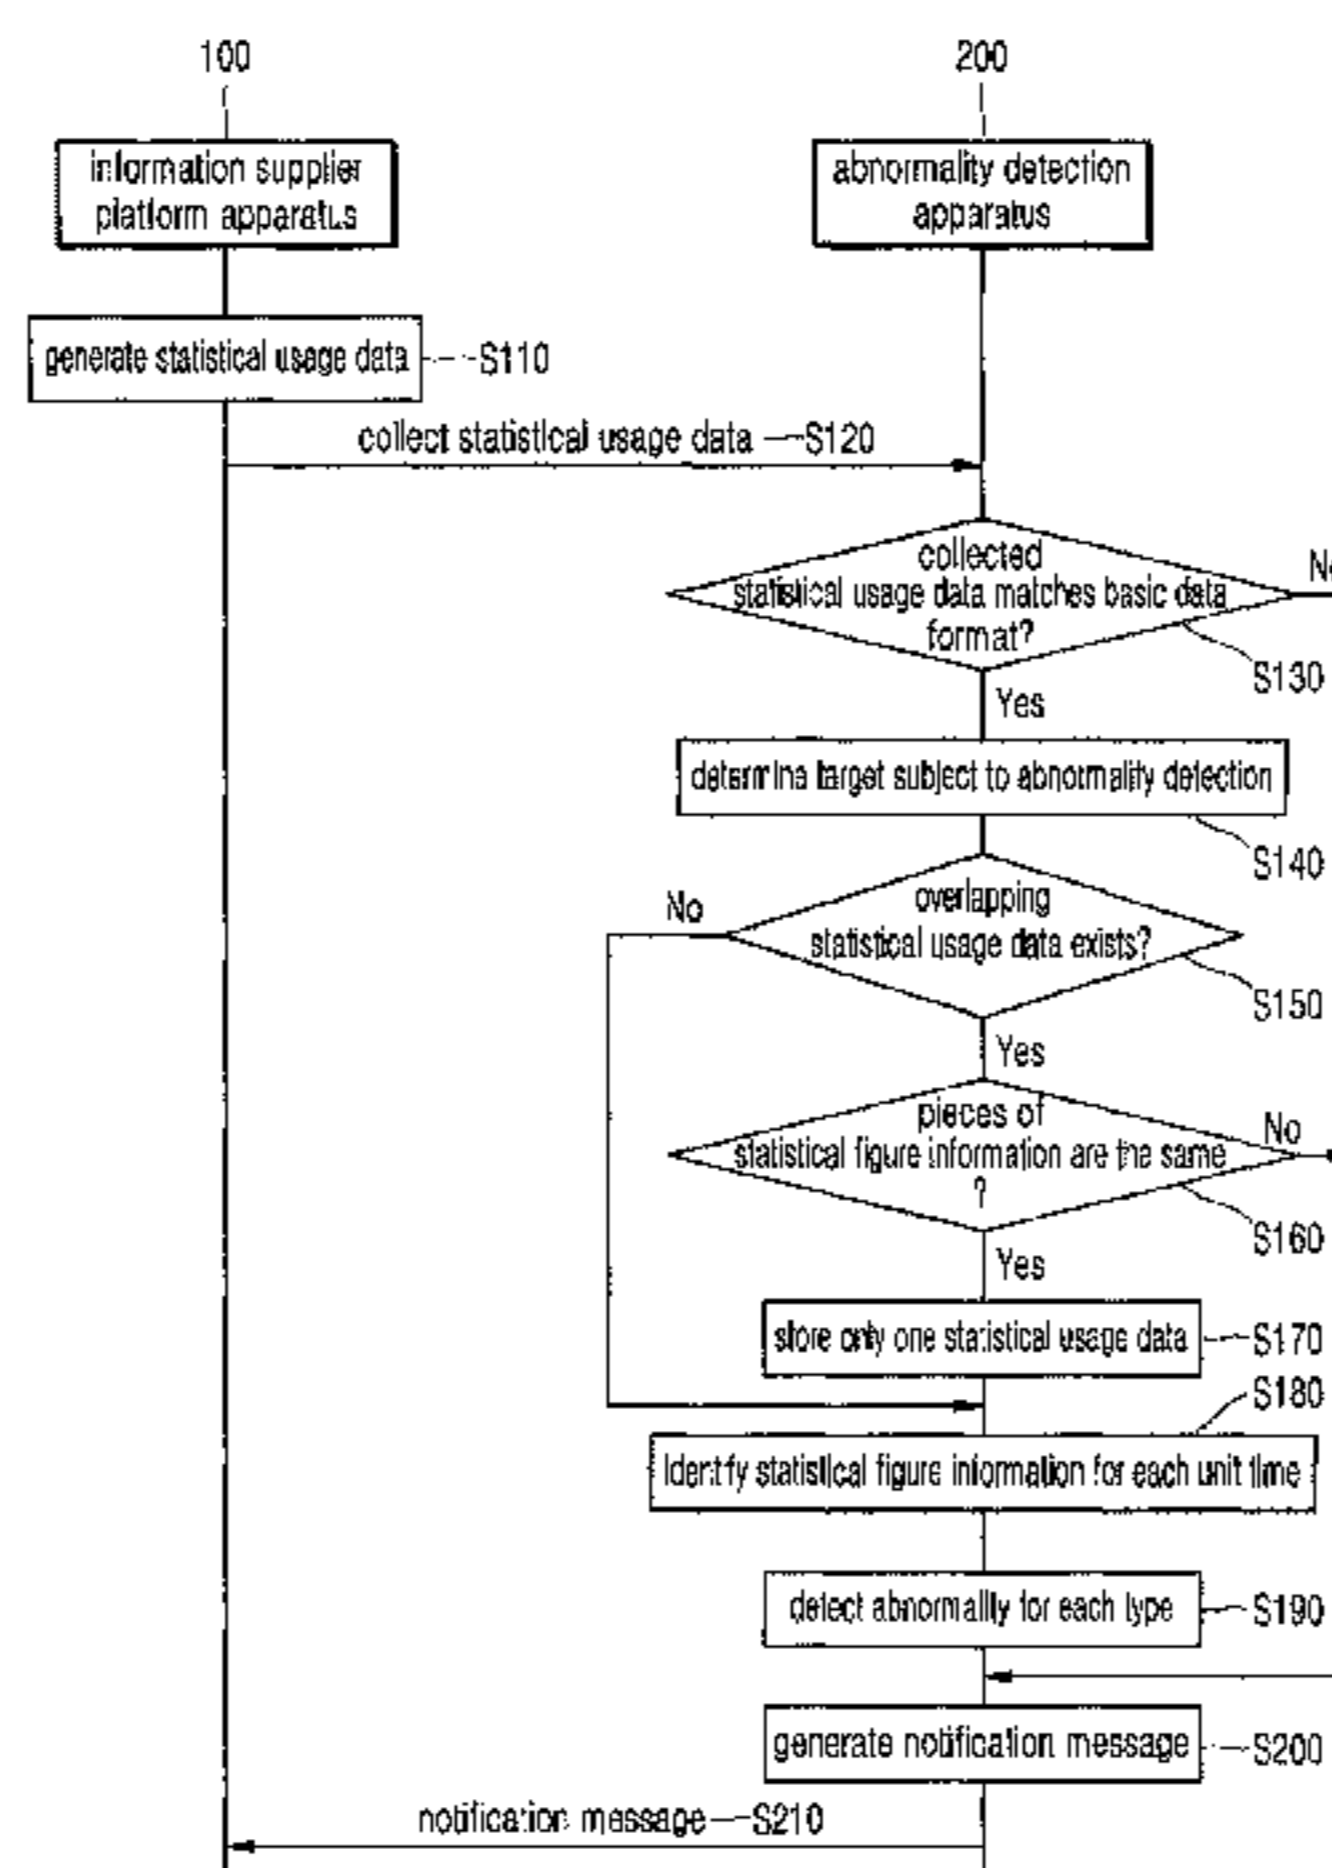 100
200
information supplier
platform apparatus
abnormality detection
apparatus
generate statistical usage data
S110
collect statistical usage data
S120
collected
statistical usage data matches basic data
format?
No
S130
Yes
determine target subject to abnormality detection
S140
No
overlapping
statistical usage data exists?
S150
Yes
pieces of
statistical figure information are the same
?
No
S160
Yes
store only one statistical usage data
S170
S180
identify statistical figure information for each unit time
detect abnormality for each type
S190
generate notification message
S200
notification message
S210